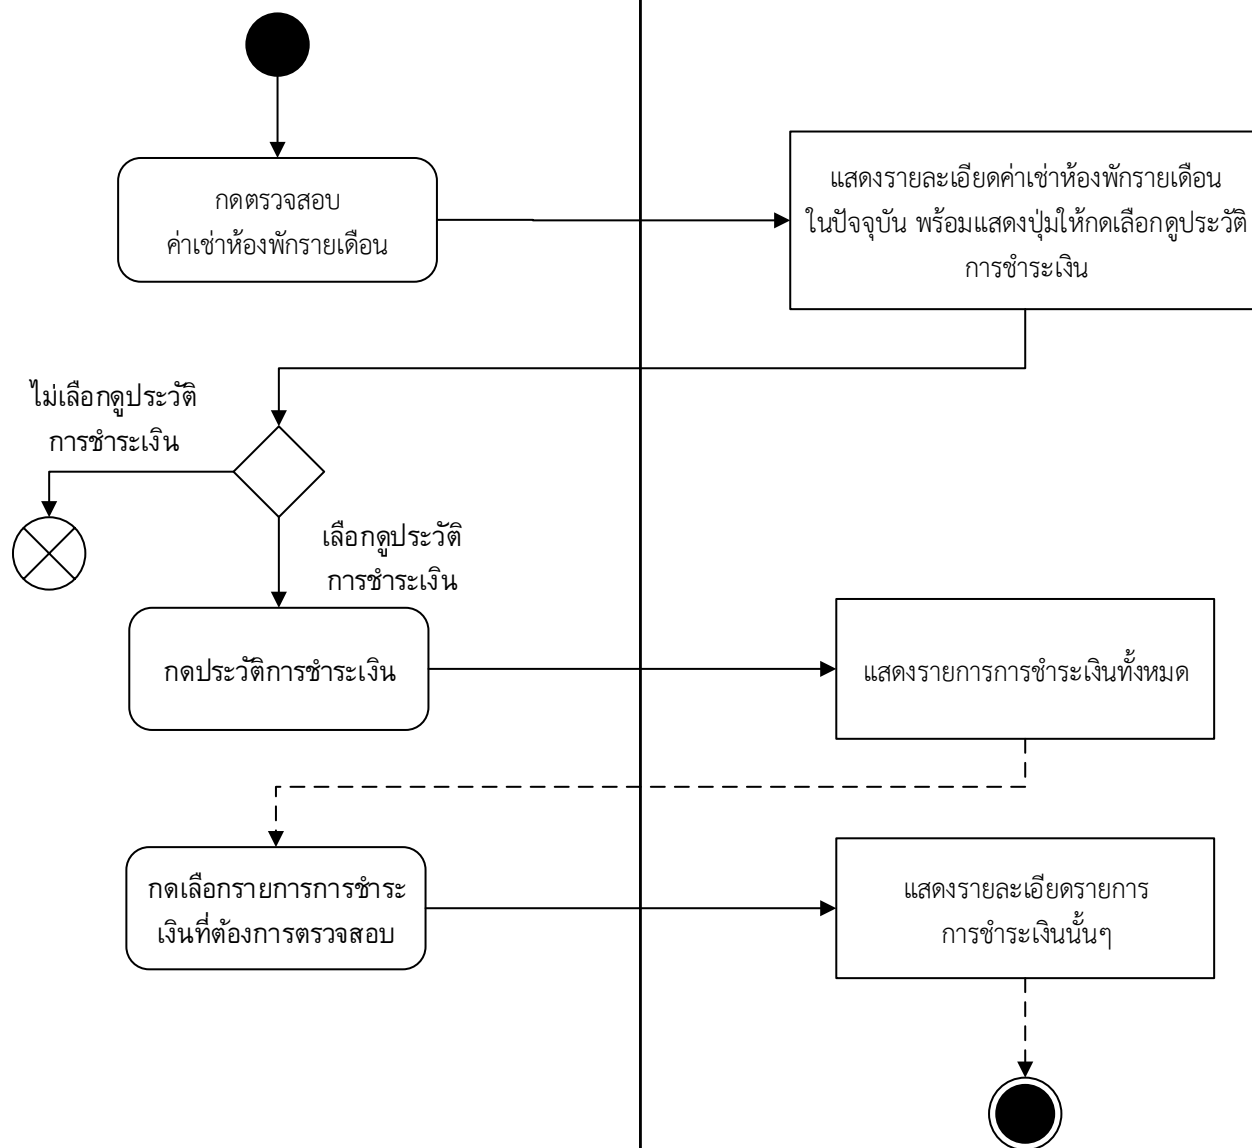 กดตรวจสอบ
ค่าเช่าห้องพักรายเดือน
แสดงรายละเอียดค่าเช่าห้องพักรายเดือน
ในปัจจุบัน พร้อมแสดงปุ่มให้กดเลือกดูประวัติ
การชำระเงิน
ไม่เลือกดูประวัติ
การชำระเงิน
เลือกดูประวัติ
การชำระเงิน
กดประวัติการชำระเงิน
แสดงรายการการชำระเงินทั้งหมด
กดเลือกรายการการชำระ
เงินที่ต้องการตรวจสอบ
แสดงรายละเอียดรายการ
การชำระเงินนั้นๆ